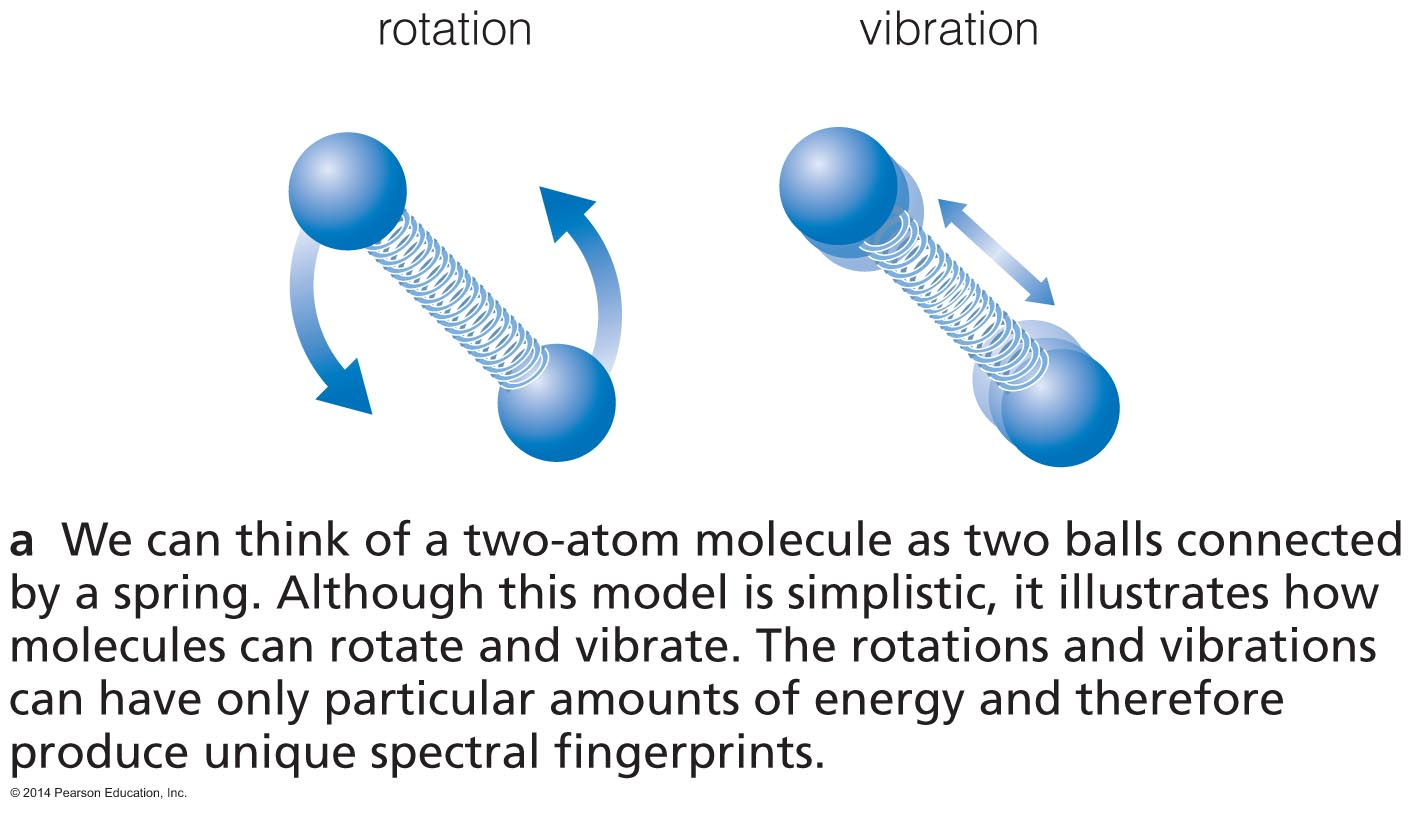 rotation
vibration
a We can think of a two-atom molecule as two balls connected
by a spring. Although this model is simplistic, it illustrates how
molecules can rotate and vibrate. The rotations and vibrations
can have only particular amounts of energy and therefore
produce unique spectral fingerprints.
© 2014 Pearson Education, Inc.